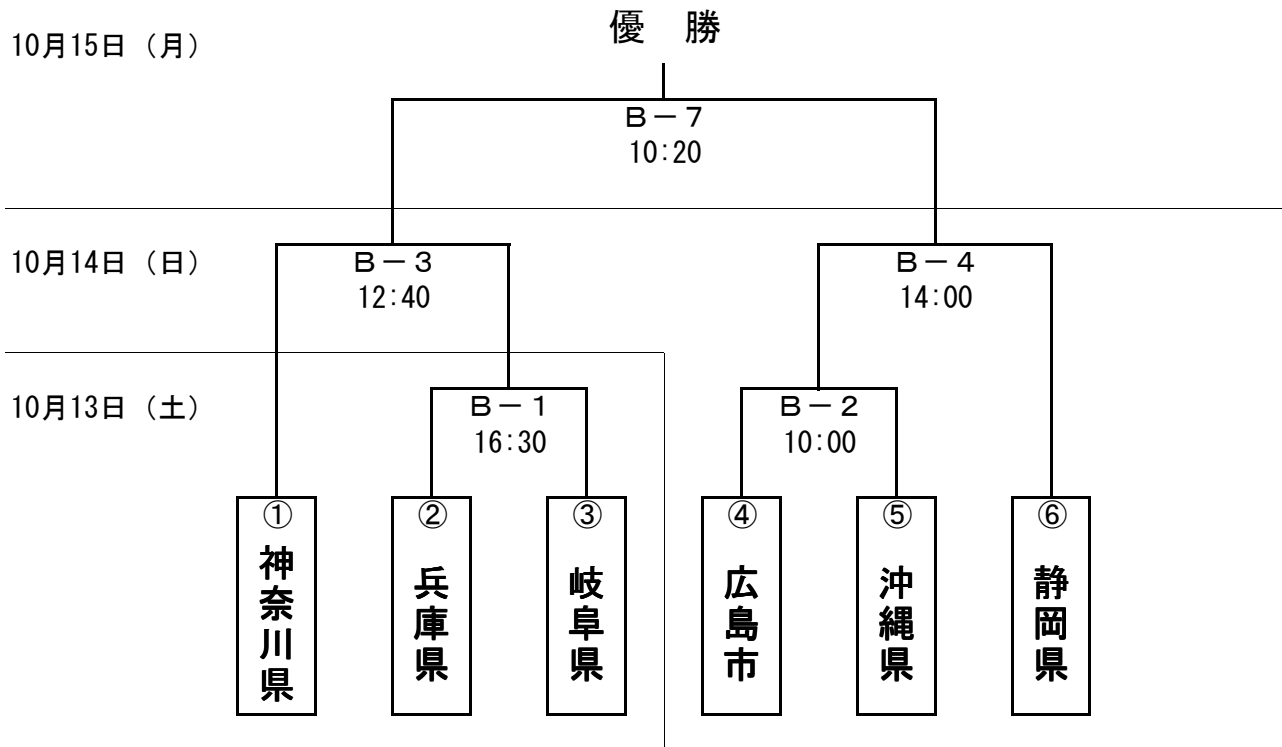 優　勝
10月15日（月）
Ｂ－７
10:20
10月14日（日）
Ｂ－３
12:40
Ｂ－４
14:00
10月13日（土）
Ｂ－１
16:30
Ｂ－２
10:00
①
神奈川県
②
兵庫県
③
岐阜県
④
広島市
⑤
沖縄県
⑥
静岡県